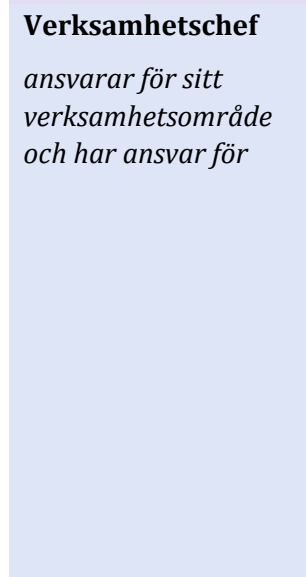 Verksamhetschef
ansvarar för sitt
verksamhetsområde
och har ansvar för